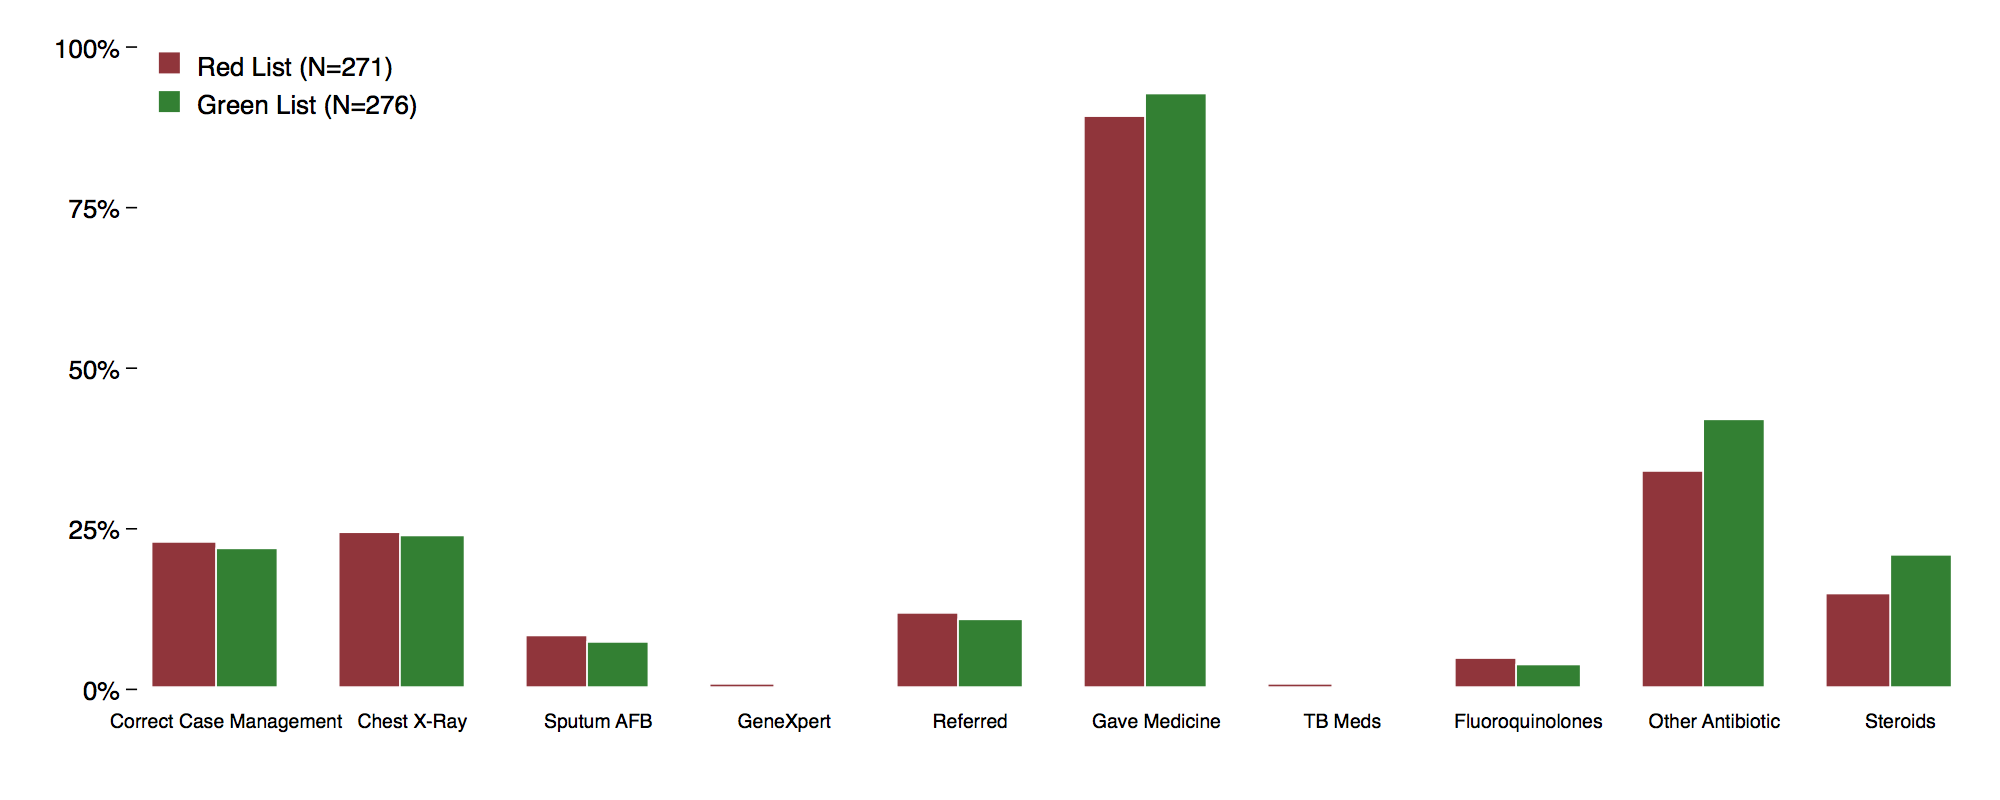 100%
Red List (N=271)
Green List (N=276)
75%
50%
25%
0%
Correct Case Management Chest X-Ray Sputum AFB GeneXpert Referred Gave Medicine TB Meds Fluoroquinolones Other Antibiotic Steroids